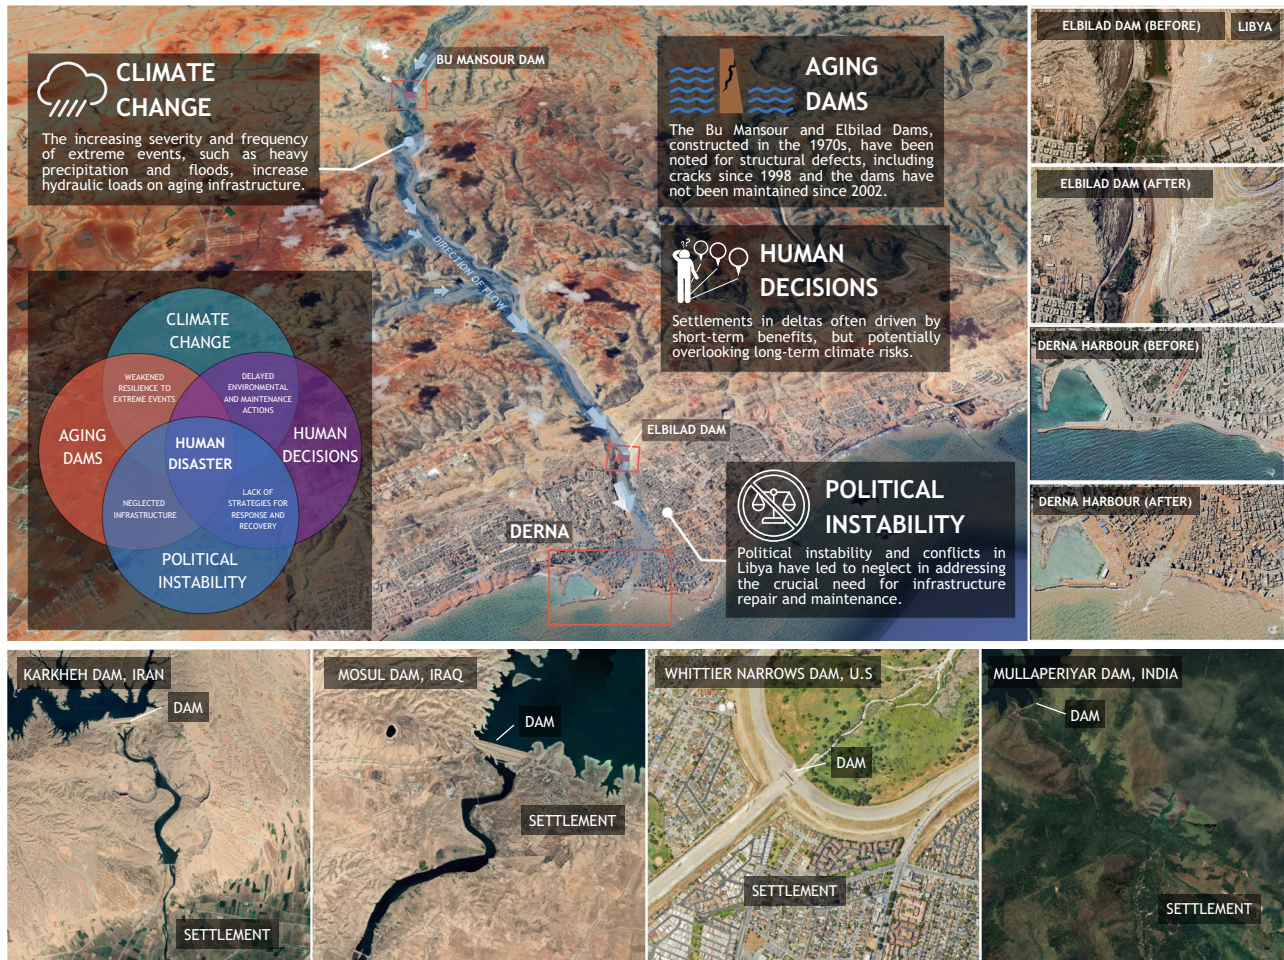 BU MANSOUR DAM
CLIMATE
CHANGE
The increasing severity and frequency
of extreme events, such as heavy
precipitation and floods, increase
hydraulic loads on aging infrastructure.
AGING
DAMS
The Bu Mansour and Elbilad Dams,
constructed in the 1970s, have been
noted for structural defects, including
cracks since 1998 and the dams have
not been maintained since 2002.
DIRECTION OF FLOW
HUMAN
DECISIONS
Settlements in deltas often driven by
short-term benefits, but potentially
overlooking long-term climate risks.
CLIMATE
CHANGE
WEAKENED
RESILIENCE TO
EXTREME EVENTS
DELAYED
ENVIRONMENTAL
AND MAINTENANCE
ACTIONS
AGING
DAMS
HUMAN
DISASTER
HUMAN
DECISIONS
NEGLECTED
INFRASTRUCTURE
LACK OF
STRATEGIES FOR
RESPONSE AND
RECOVERY
POLITICAL
INSTABILITY
ELBILAD DAM
DERNA
POLITICAL
INSTABILITY
Political instability and conflicts in
Libya have led to neglect in addressing
the crucial need for infrastructure
repair and maintenance.
ELBILAD DAM (BEFORE)
LIBYA
ELBILAD DAM (AFTER)
DERNA HARBOUR (BEFORE)
DERNA HARBOUR (AFTER)
KARKHEH DAM, IRAN
DAM
SETTLEMENT
MOSUL DAM, IRAQ
DAM
SETTLEMENT
WHITTIER NARROWS DAM, U.S
DAM
SETTLEMENT
MULLAPERIYAR DAM, INDIA
DAM
SETTLEMENT